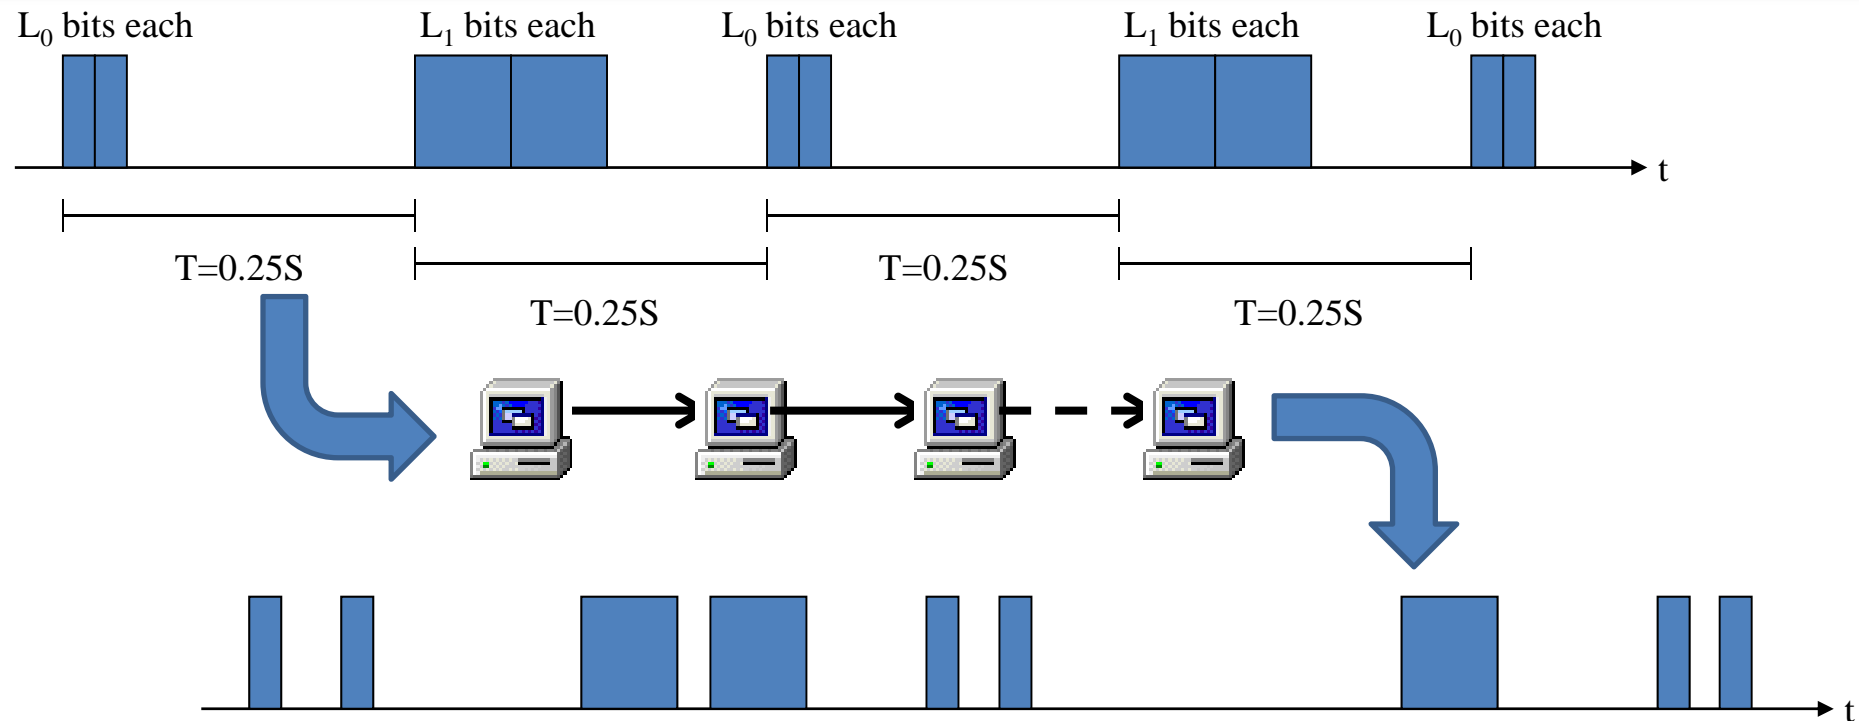 L₀ bits each
L₁ bits each
L₀ bits each
L₁ bits each
L₀ bits each
t
T=0.25S
T=0.25S
T=0.25S
T=0.25S
t